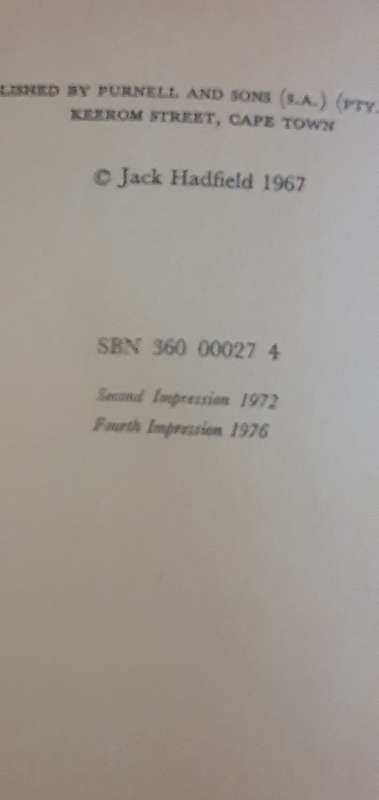 LISHED BY PURNELL AND SONS (S.A.) (PTY.
KEEROM STREET, CAPE TOWN
© Jack Hadfield 1967
SBN 360 00027 4
Second Impression 1972
Fourth Impression 1976